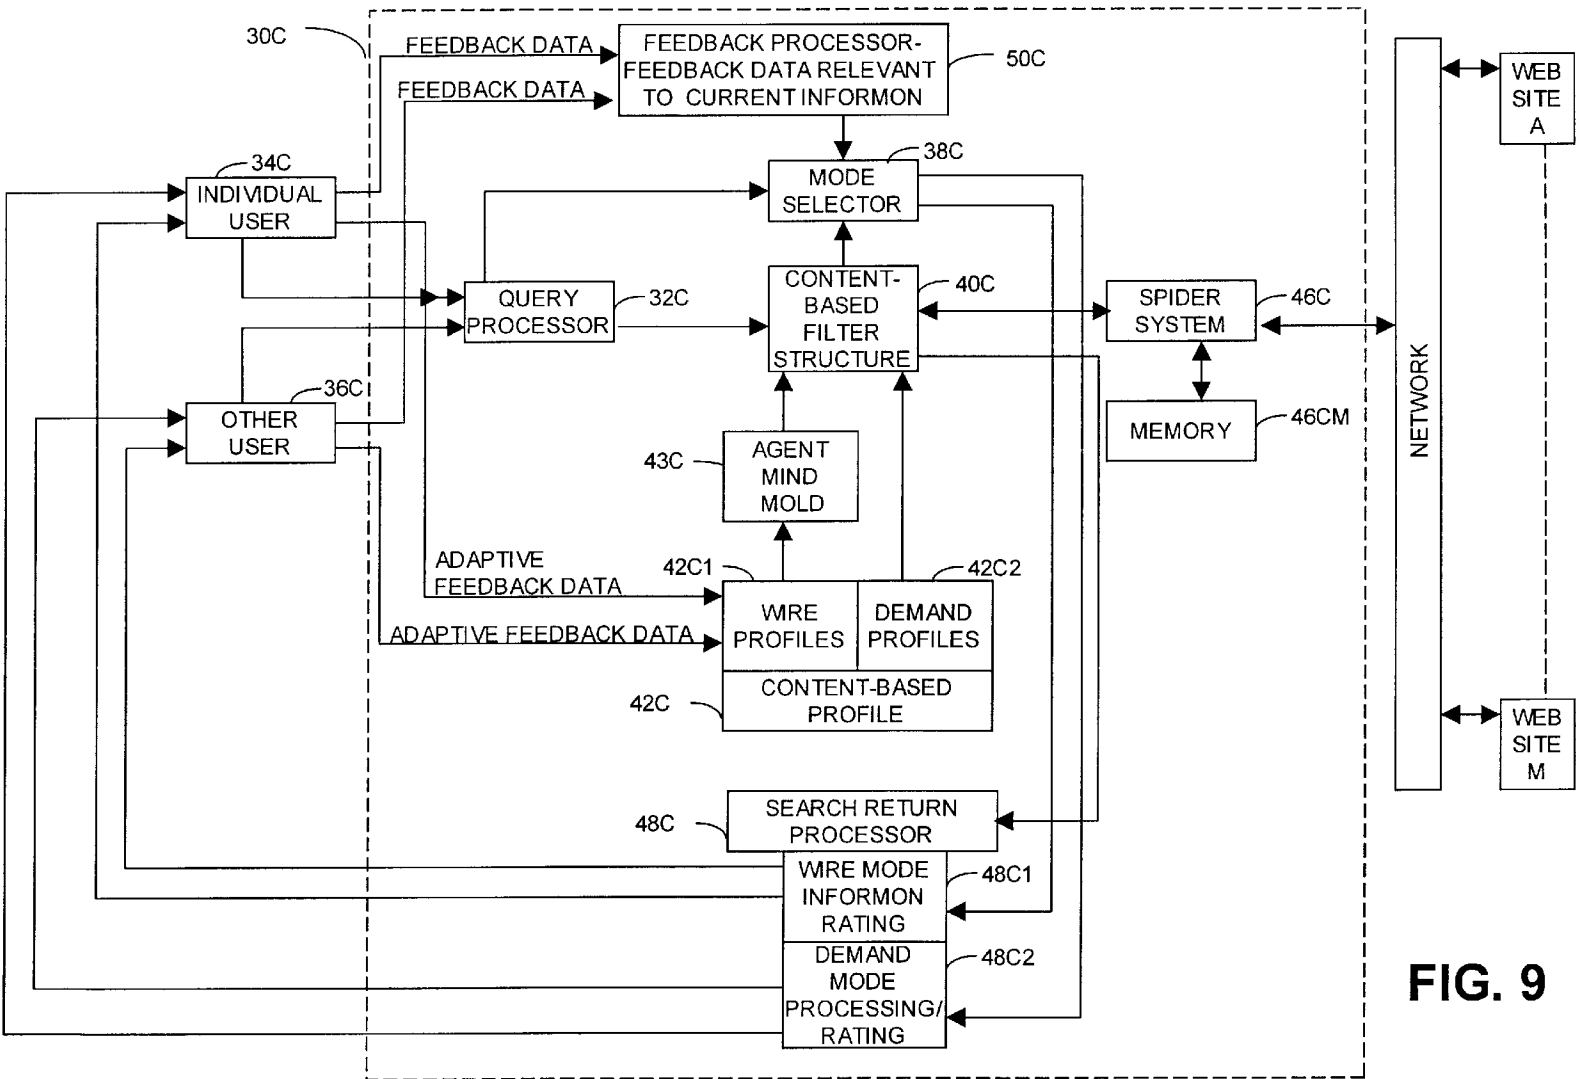 30C
FEEDBACK DATA
FEEDBACK DATA
FEEDBACK PROCESSOR-
FEEDBACK DATA RELEVANT
TO CURRENT INFORMON
50C
WEB
SITE
A
34C
INDIVIDUAL
USER
38C
MODE
SELECTOR
QUERY
PROCESSOR
32C
CONTENT-
BASED
FILTER
STRUCTURE
40C
SPIDER
SYSTEM
46C
MEMORY
46CM
NETWORK
36C
OTHER
USER
43C
AGENT
MIND
MOLD
ADAPTIVE
FEEDBACK DATA
ADAPTIVE FEEDBACK DATA
42C1
42C2
WIRE
PROFILES
DEMAND
PROFILES
42C
CONTENT-BASED
PROFILE
WEB
SITE
M
48C
SEARCH RETURN
PROCESSOR
WIRE MODE
INFORMON
RATING
48C1
DEMAND
MODE
PROCESSING/
RATING
48C2
FIG. 9